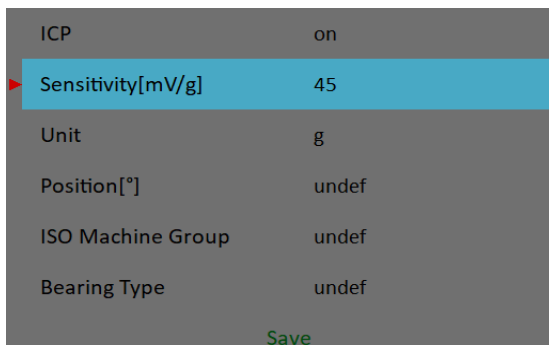 ICP on
Sensitivity[mV/g] 45
Unit g
Position[°] undef
ISO Machine Group undef
Bearing Type undef
Save